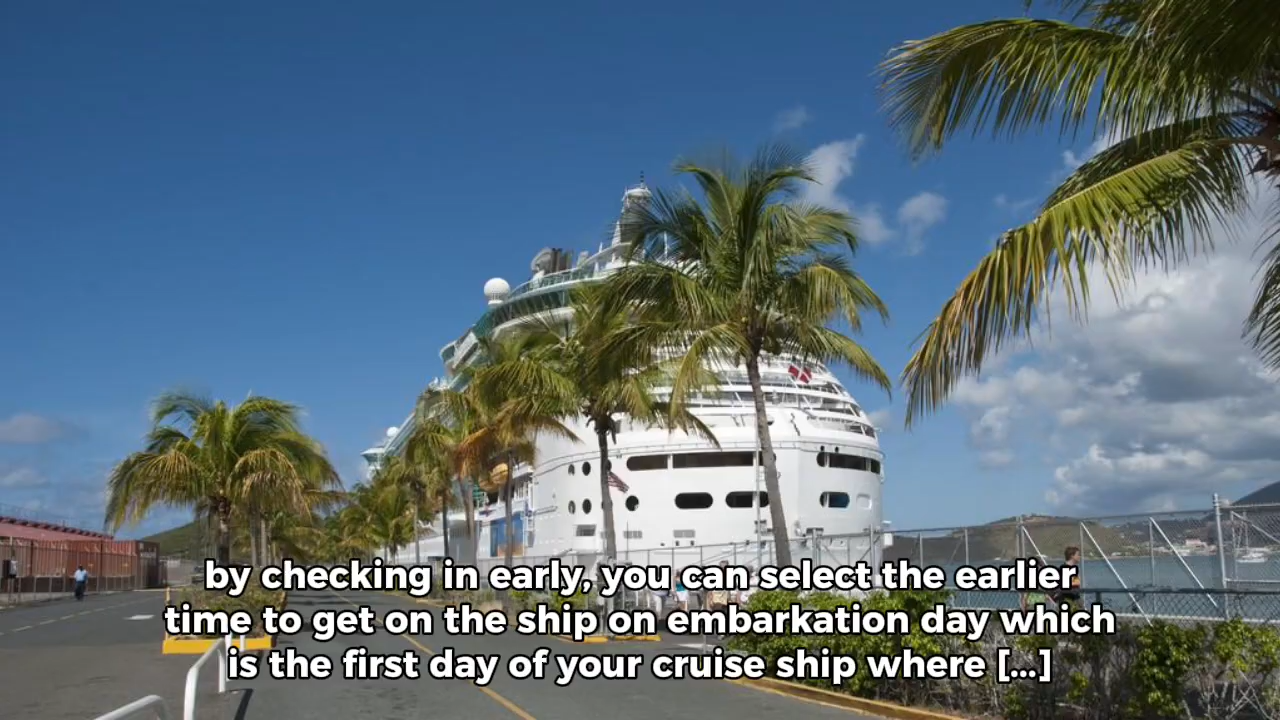 by checking in early, you can select the earlier
time to get on the ship on embarkation day which
is the first day of your cruise ship where [...]